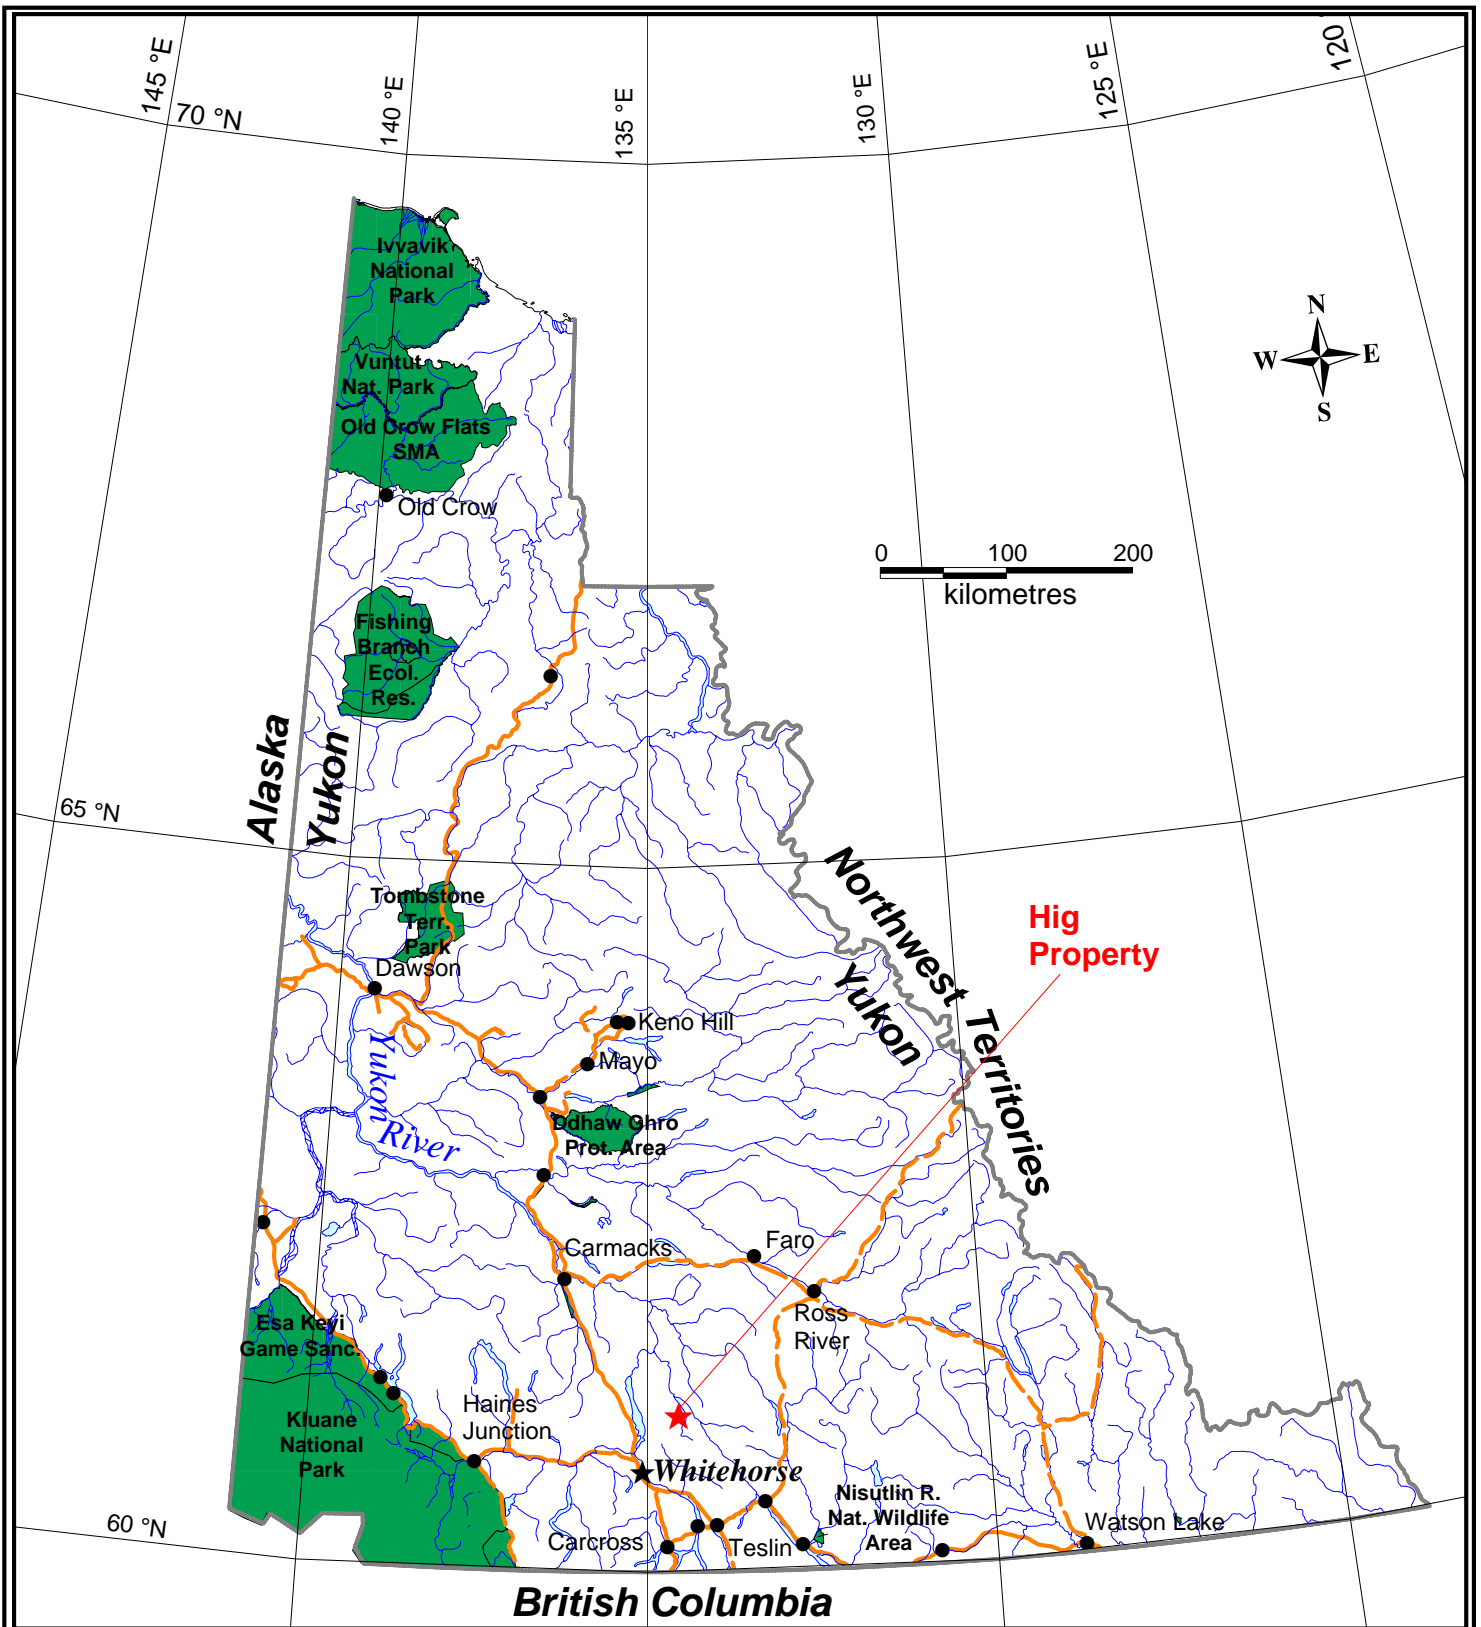 145 °E
140 °E
135 °E
130 °E
125 °E
120
70 °N
Ivvavik
National
Park
N
W
E
S
Vuntut
Nat. Park
Old Crow Flats
SMA
Old Crow
0 100 200
kilometres
Fishing
Branch
Ecol.
Res.
Alaska
Yukon
65 °N
Northwest Territories
Yukon
Tombstone
Terr.
Park
Dawson
Hig
Property
Keno Hill
Mayo
Yukon
River
Ddhaw Ghro
Prot. Area
Carmacks
Faro
Ross
River
Esa Keyi
Game Sanc.
Kluane
National
Park
Haines
Junction
Whitehorse
Nisutlin R.
Nat. Wildlife
Area
Watson Lake
60 °N
Carcross
Teslin
British Columbia